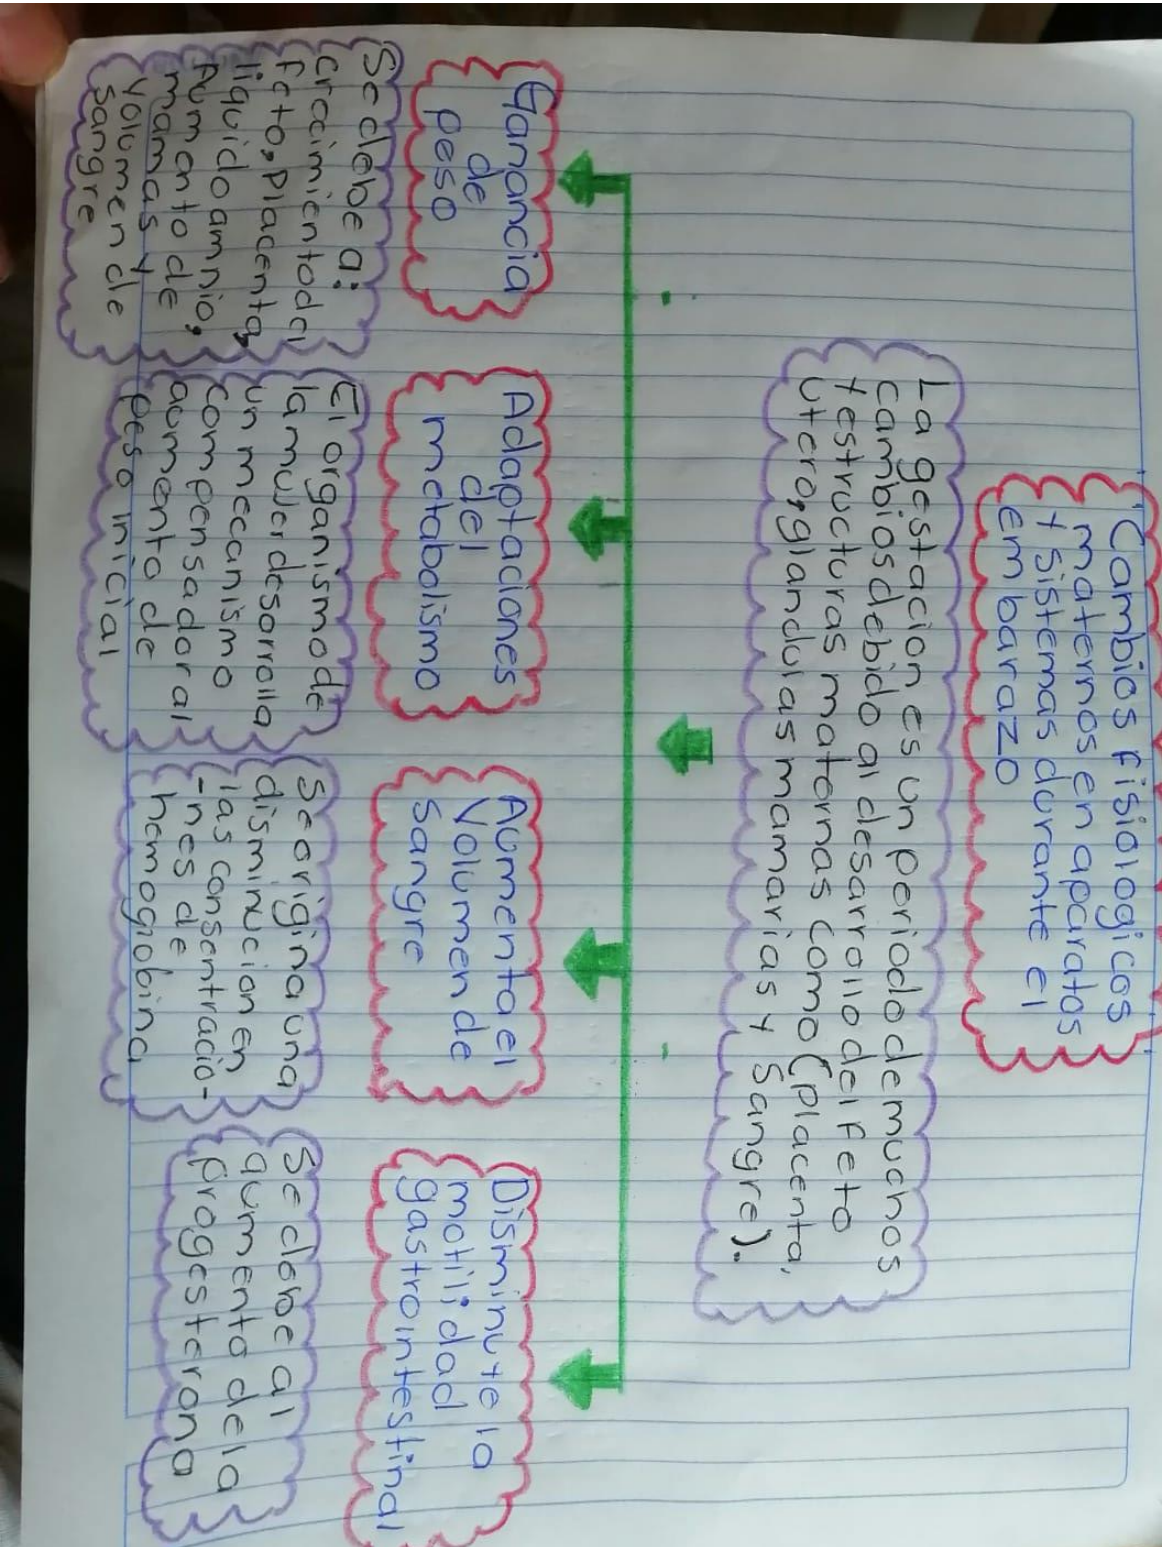 Cambios fisiologicos
maternos en aparatos
y sistemas durante el
embarazo
La gestacion es un periodo de muchos
cambios debido al desarrollo del feto
y estructuras maternas como (placenta,
utero, glandulas mamarias y sangre).
Ganancia
de
peso
Se debe a:
crecimiento del
feto, placenta,
liquido amnio,
Aumento de
mamas y
volumen de
sangre
Adaptaciones
del
metabolismo
El organismo de
la mujer desarrolla
un mecanismo
compensador al
aumento de
peso inicial
Aumenta el
Volumen de
sangre
Se origina una
disminucion en
las consentracio-
-nes de
hemoglobina
Disminuye la
motilidad
gastrointestinal
Se debe al
aumento de la
progesterona